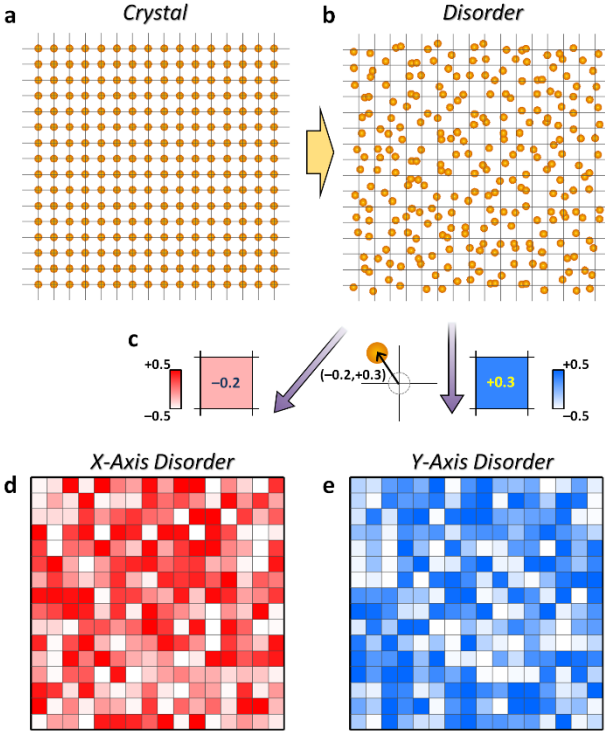 a Crystal
b Disorder
c
+0.5
−0.5
−0.2
(−0.2,+0.3)
+0.3
+0.5
−0.5
X-Axis Disorder
Y-Axis Disorder
d
e